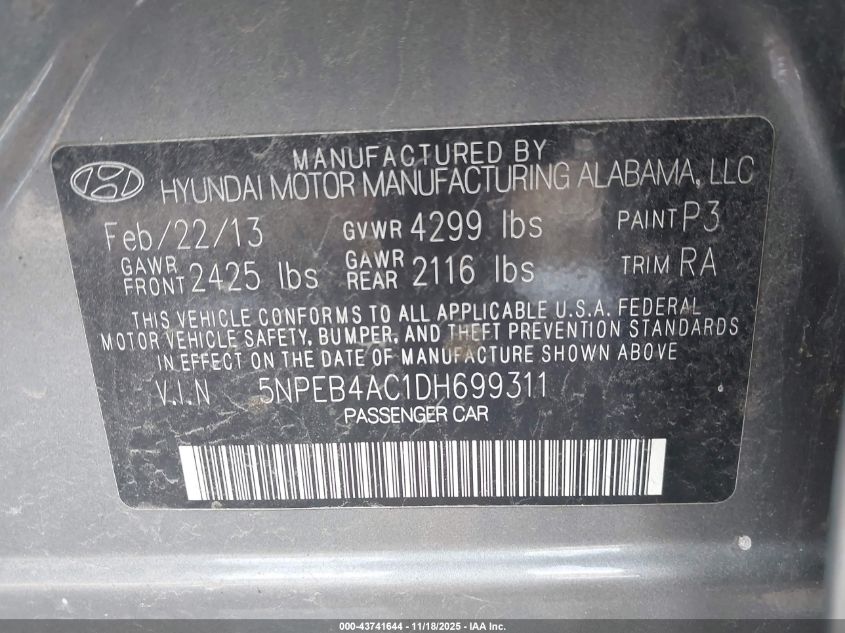 MANUFACTURED BY
HYUNDAI MOTOR MANUFACTURING ALABAMA, LLC
Feb/22/13 GVWR 4299 lbs PAINT P3
GAWR FRONT 2425 lbs GAWR REAR 2116 lbs TRIM RA
THIS VEHICLE CONFORMS TO ALL APPLICABLE U.S.A. FEDERAL
MOTOR VEHICLE SAFETY, BUMPER, AND THEFT PREVENTION STANDARDS
IN EFFECT ON THE DATE OF MANUFACTURE SHOWN ABOVE
V.I.N 5NPEB4AC1DH699311
PASSENGER CAR
000-43741644 - 11/18/2025 - IAA Inc.